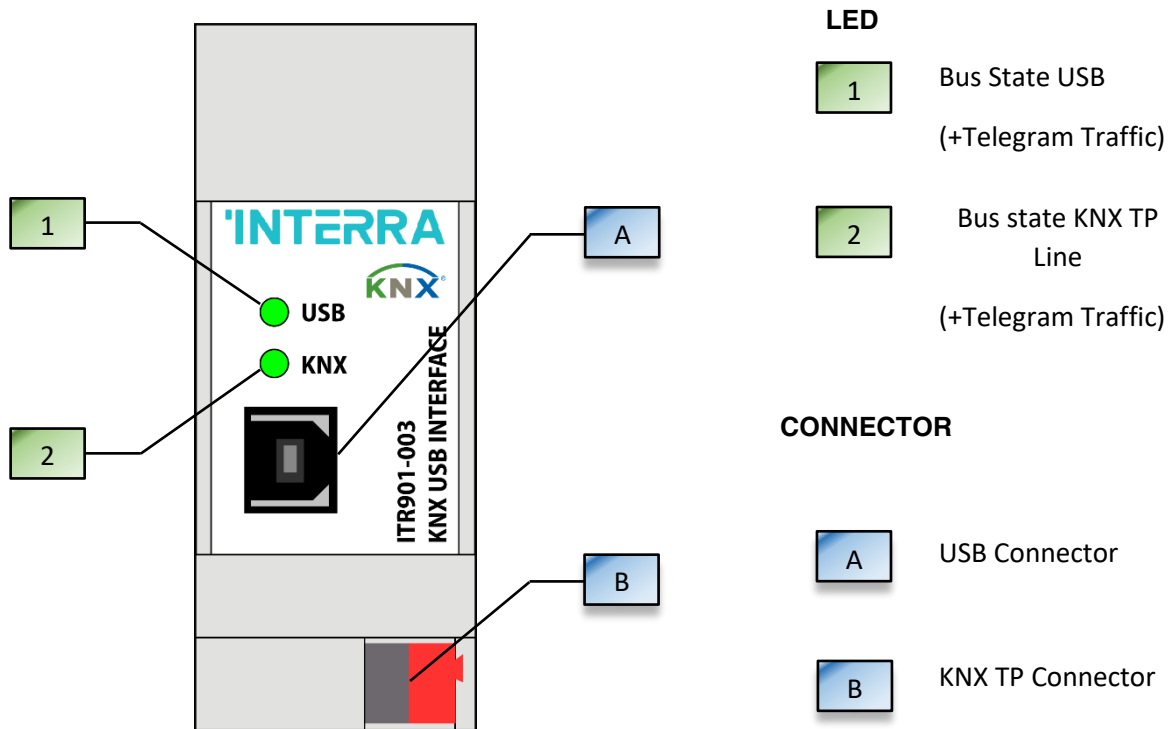 LED
1
Bus State USB
(+Telegram Traffic)
1
'INTERRA
A
2
Bus state KNX TP
Line
KNX®
USB
(+Telegram Traffic)
KNX
CONNECTOR
2
ITR901-003
KNX USB INTERFACE
A
USB Connector
B
B
KNX TP Connector